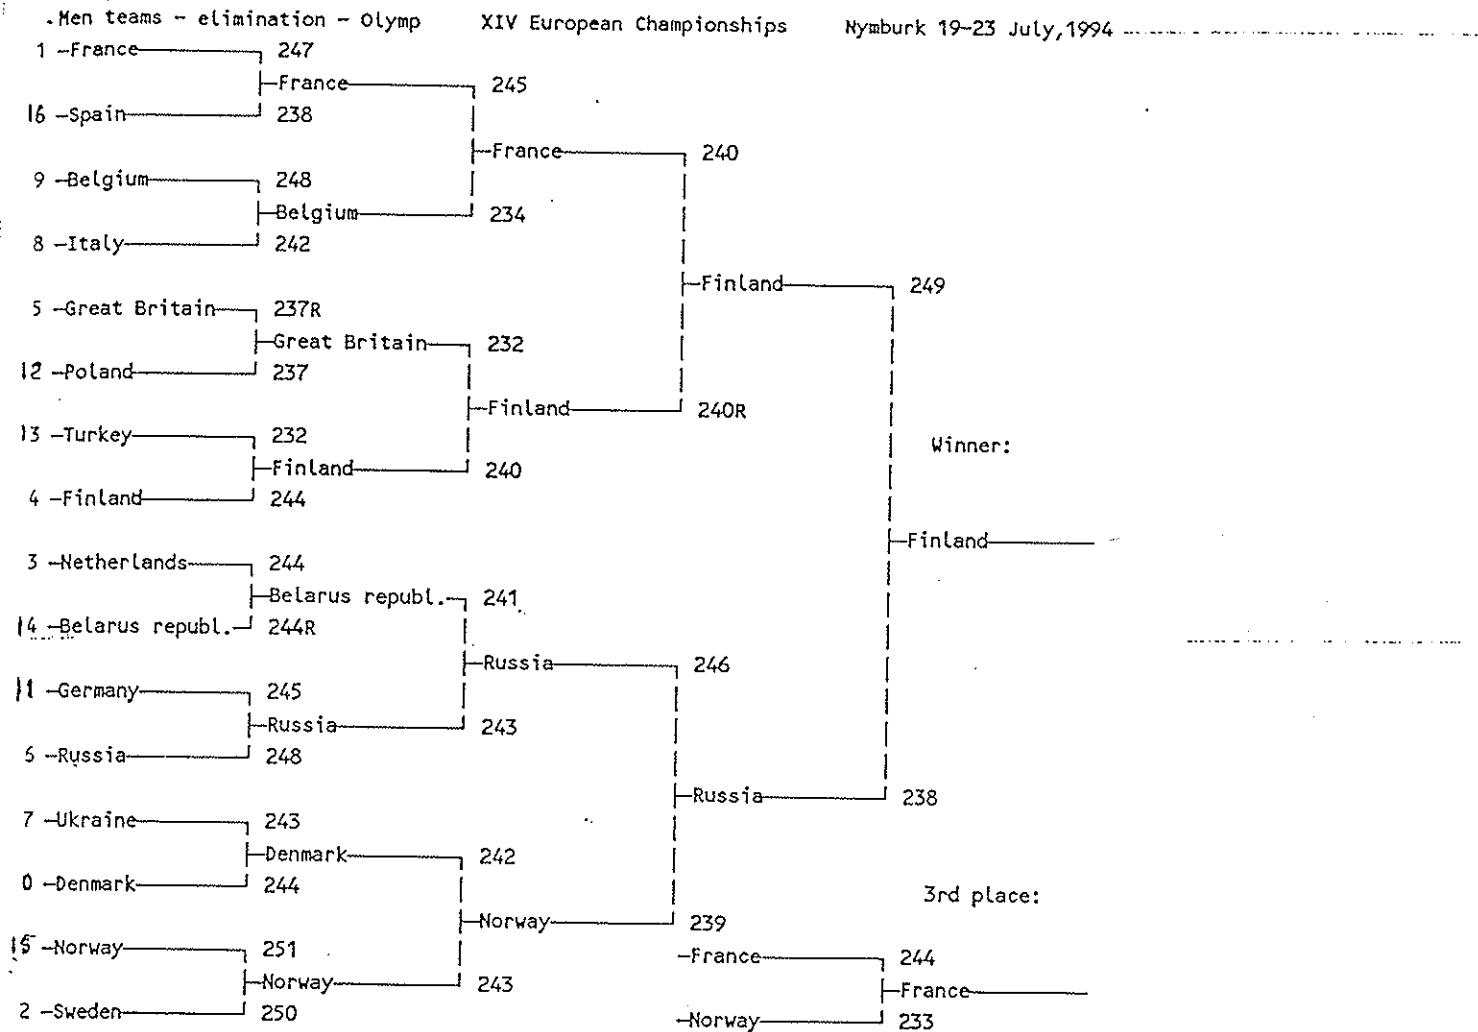 .Men teams - elimination - Olymp XIV European Championships Nymburk 19-23 July,1994
1 -France 247
France 245
16 -Spain 238
France 240
9 -Belgium 248
Belgium 234
8 -Italy 242
Finland 249
5 -Great Britain 237R
Great Britain 232
12 -Poland 237
Finland 240R
13 -Turkey 232
Winner:
Finland 240
4 -Finland 244
Finland
3 -Netherlands 244
Belarus republ. 241
14 -Belarus republ. 244R
Russia 246
11 -Germany 245
Russia 243
6 -Russia 248
Russia 238
7 -Ukraine 243
Denmark 242
0 -Denmark 244
3rd place:
Norway 239
15 -Norway 251
-France 244
Norway 243
France
2 -Sweden 250
-Norway 233